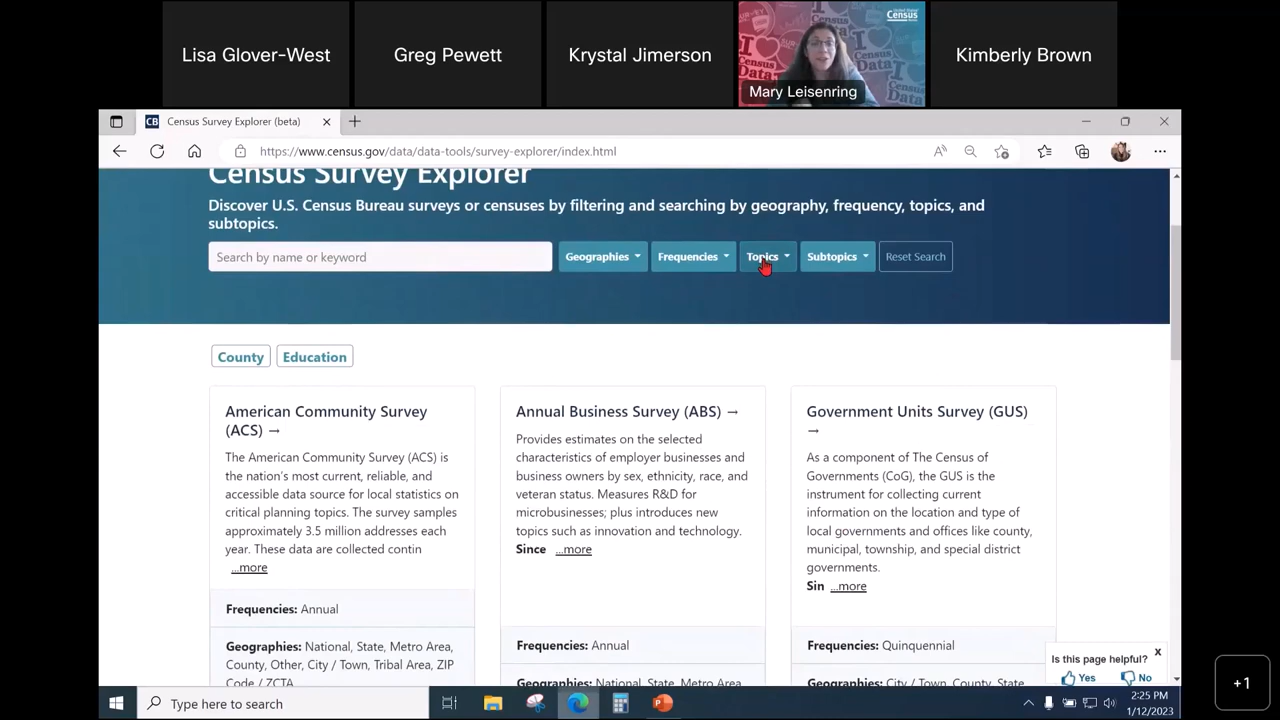 Lisa Glover-West
Greg Pewett
Krystal Jimerson
United States
Census
Mary Leisenring
Kimberly Brown
CB Census Survey Explorer (beta)
https://www.census.gov/data/data-tools/survey-explorer/index.html
Census Survey Explorer
Discover U.S. Census Bureau surveys or censuses by filtering and searching by geography, frequency, topics, and
subtopics.
Search by name or keyword
Geographies
Frequencies
Topics
Subtopics
Reset Search
County
Education
American Community Survey
(ACS) →
The American Community Survey (ACS) is
the nation's most current, reliable, and
accessible data source for local statistics on
critical planning topics. The survey samples
approximately 3.5 million addresses each
year. These data are collected contin
...more
Frequencies: Annual
Geographies: National, State, Metro Area,
County, Other, City / Town, Tribal Area, ZIP
Code / ZCTA
Annual Business Survey (ABS) →
Provides estimates on the selected
characteristics of employer businesses and
business owners by sex, ethnicity, race, and
veteran status. Measures R&D for
microbusinesses; plus introduces new
topics such as innovation and technology.
Since ...more
Frequencies: Annual
Geographies: National, State, Metro Area,
Government Units Survey (GUS)
→
As a component of The Census of
Governments (CoG), the GUS is the
instrument for collecting current
information on the location and type of
local governments and offices like county,
municipal, township, and special district
governments.
Sin ...more
Frequencies: Quinquennial
Geographies: City / Town, County, State,
Is this page helpful? x
Yes
No
Type here to search
2:25 PM
1/12/2023
+1